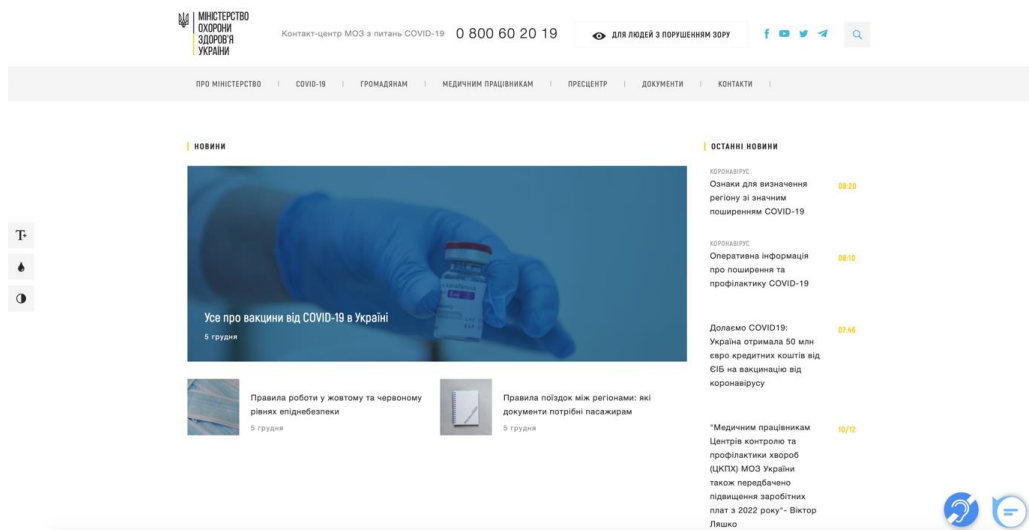 МІНІСТЕРСТВО
ОХОРОНИ
ЗДОРОВ'Я
УКРАЇНИ
Контакт-центр МОЗ з питань COVID-19 0 800 60 20 19
ДЛЯ ЛЮДЕЙ З ПОРУШЕННЯМ ЗОРУ
ПРО МІНІСТЕРСТВО | COVID-19 | ГРОМАДЯНАМ | МЕДИЧНИМ ПРАЦІВНИКАМ | ПРЕСЦЕНТР | ДОКУМЕНТИ | КОНТАКТИ |
НОВИНИ
Усе про вакцини від COVID-19 в Україні
5 грудня
Правила роботи у жовтому та червоному
рівнях епіднебезпеки
5 грудня
Правила поїздок між регіонами: які
документи потрібні пасажирам
5 грудня
ОСТАННІ НОВИНИ
КОРОНАВІРУС
Ознаки для визначення
регіону зі значним
поширенням COVID-19
08:20
КОРОНАВІРУС
Оперативна інформація
про поширення та
профілактику COVID-19
08:10
Долаємо COVID19:
Україна отримала 50 млн
євро кредитних коштів від
ЄІБ на вакцинацію від
коронавірусу
07:46
"Медичним працівникам
Центрів контролю та
профілактики хвороб
(ЦКПХ) МОЗ України
також передбачено
підвищення заробітних
плат з 2022 року"- Віктор
Ляшко
10/12
T+